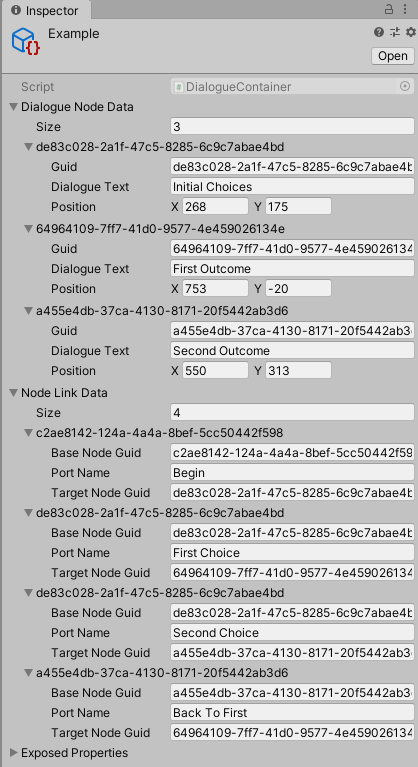 Inspector
Example
Open
Script DialogueContainer
Dialogue Node Data
Size 3
de83c028-2a1f-47c5-8285-6c9c7abae4bd
Guid de83c028-2a1f-47c5-8285-6c9c7abae4b
Dialogue Text Initial Choices
Position X 268 Y 175
64964109-7ff7-41d0-9577-4e459026134e
Guid 64964109-7ff7-41d0-9577-4e459026134
Dialogue Text First Outcome
Position X 753 Y -20
a455e4db-37ca-4130-8171-20f5442ab3d6
Guid a455e4db-37ca-4130-8171-20f5442ab3
Dialogue Text Second Outcome
Position X 550 Y 313
Node Link Data
Size 4
c2ae8142-124a-4a4a-8bef-5cc50442f598
Base Node Guid c2ae8142-124a-4a4a-8bef-5cc50442f59
Port Name Begin
Target Node Guid de83c028-2a1f-47c5-8285-6c9c7abae4b
de83c028-2a1f-47c5-8285-6c9c7abae4bd
Base Node Guid de83c028-2a1f-47c5-8285-6c9c7abae4b
Port Name First Choice
Target Node Guid 64964109-7ff7-41d0-9577-4e459026134
de83c028-2a1f-47c5-8285-6c9c7abae4bd
Base Node Guid de83c028-2a1f-47c5-8285-6c9c7abae4b
Port Name Second Choice
Target Node Guid a455e4db-37ca-4130-8171-20f5442ab3
a455e4db-37ca-4130-8171-20f5442ab3d6
Base Node Guid a455e4db-37ca-4130-8171-20f5442ab3
Port Name Back To First
Target Node Guid 64964109-7ff7-41d0-9577-4e459026134
Exposed Properties